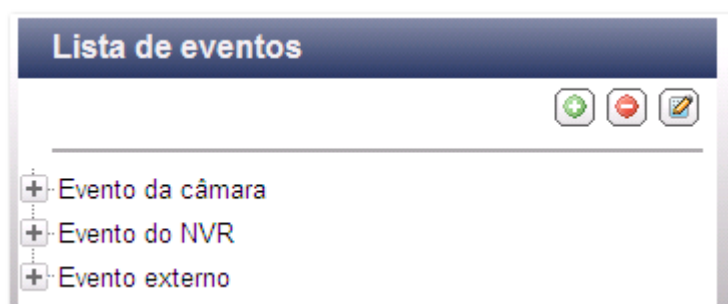 Lista de eventos
Evento da câmara
Evento do NVR
Evento externo